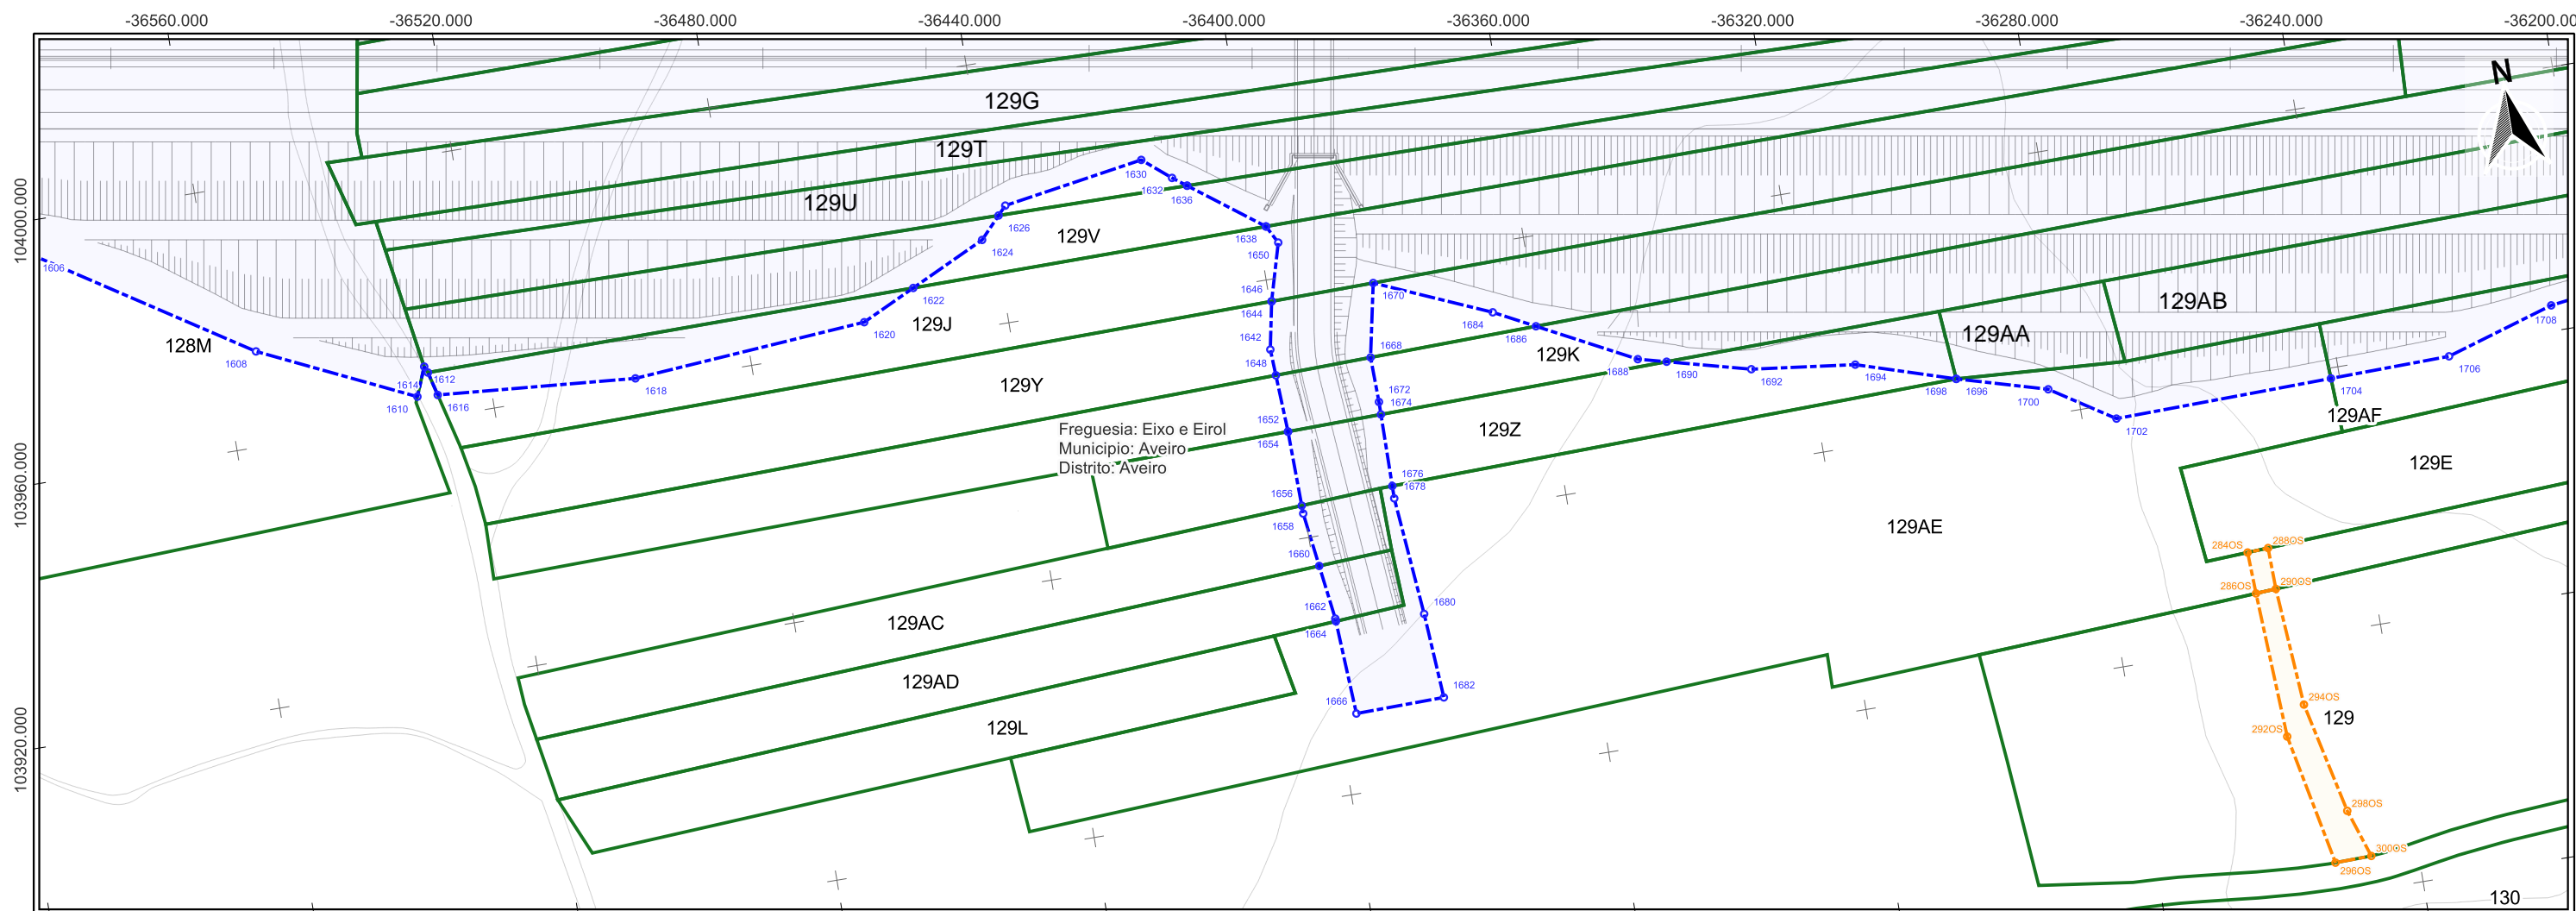 -36560.000 -36520.000 -36480.000 -36440.000 -36400.000 -36360.000 -36320.000 -36280.000 -36240.000 -36200.00
N
104000.000
103960.000
103920.000
129G
129T
129U
129V
129J
129Y
128M
129K
129Z
129AA
129AB
129AF
129E
129AE
129AC
129AD
129L
129
130
Freguesia: Eixo e Eirol
Municipio: Aveiro
Distrito: Aveiro
1606
1608
1610
1614
1612
1616
1618
1620
1622
1624
1626
1630
1632
1636
1638
1650
1646
1644
1642
1648
1652
1654
1656
1658
1660
1662
1664
1666
1682
1680
1678
1676
1674
1672
1668
1670
1684
1686
1688
1690
1692
1694
1698
1696
1700
1702
1704
1706
1708
284OS
288OS
286OS
290OS
294OS
292OS
298OS
300OS
296OS